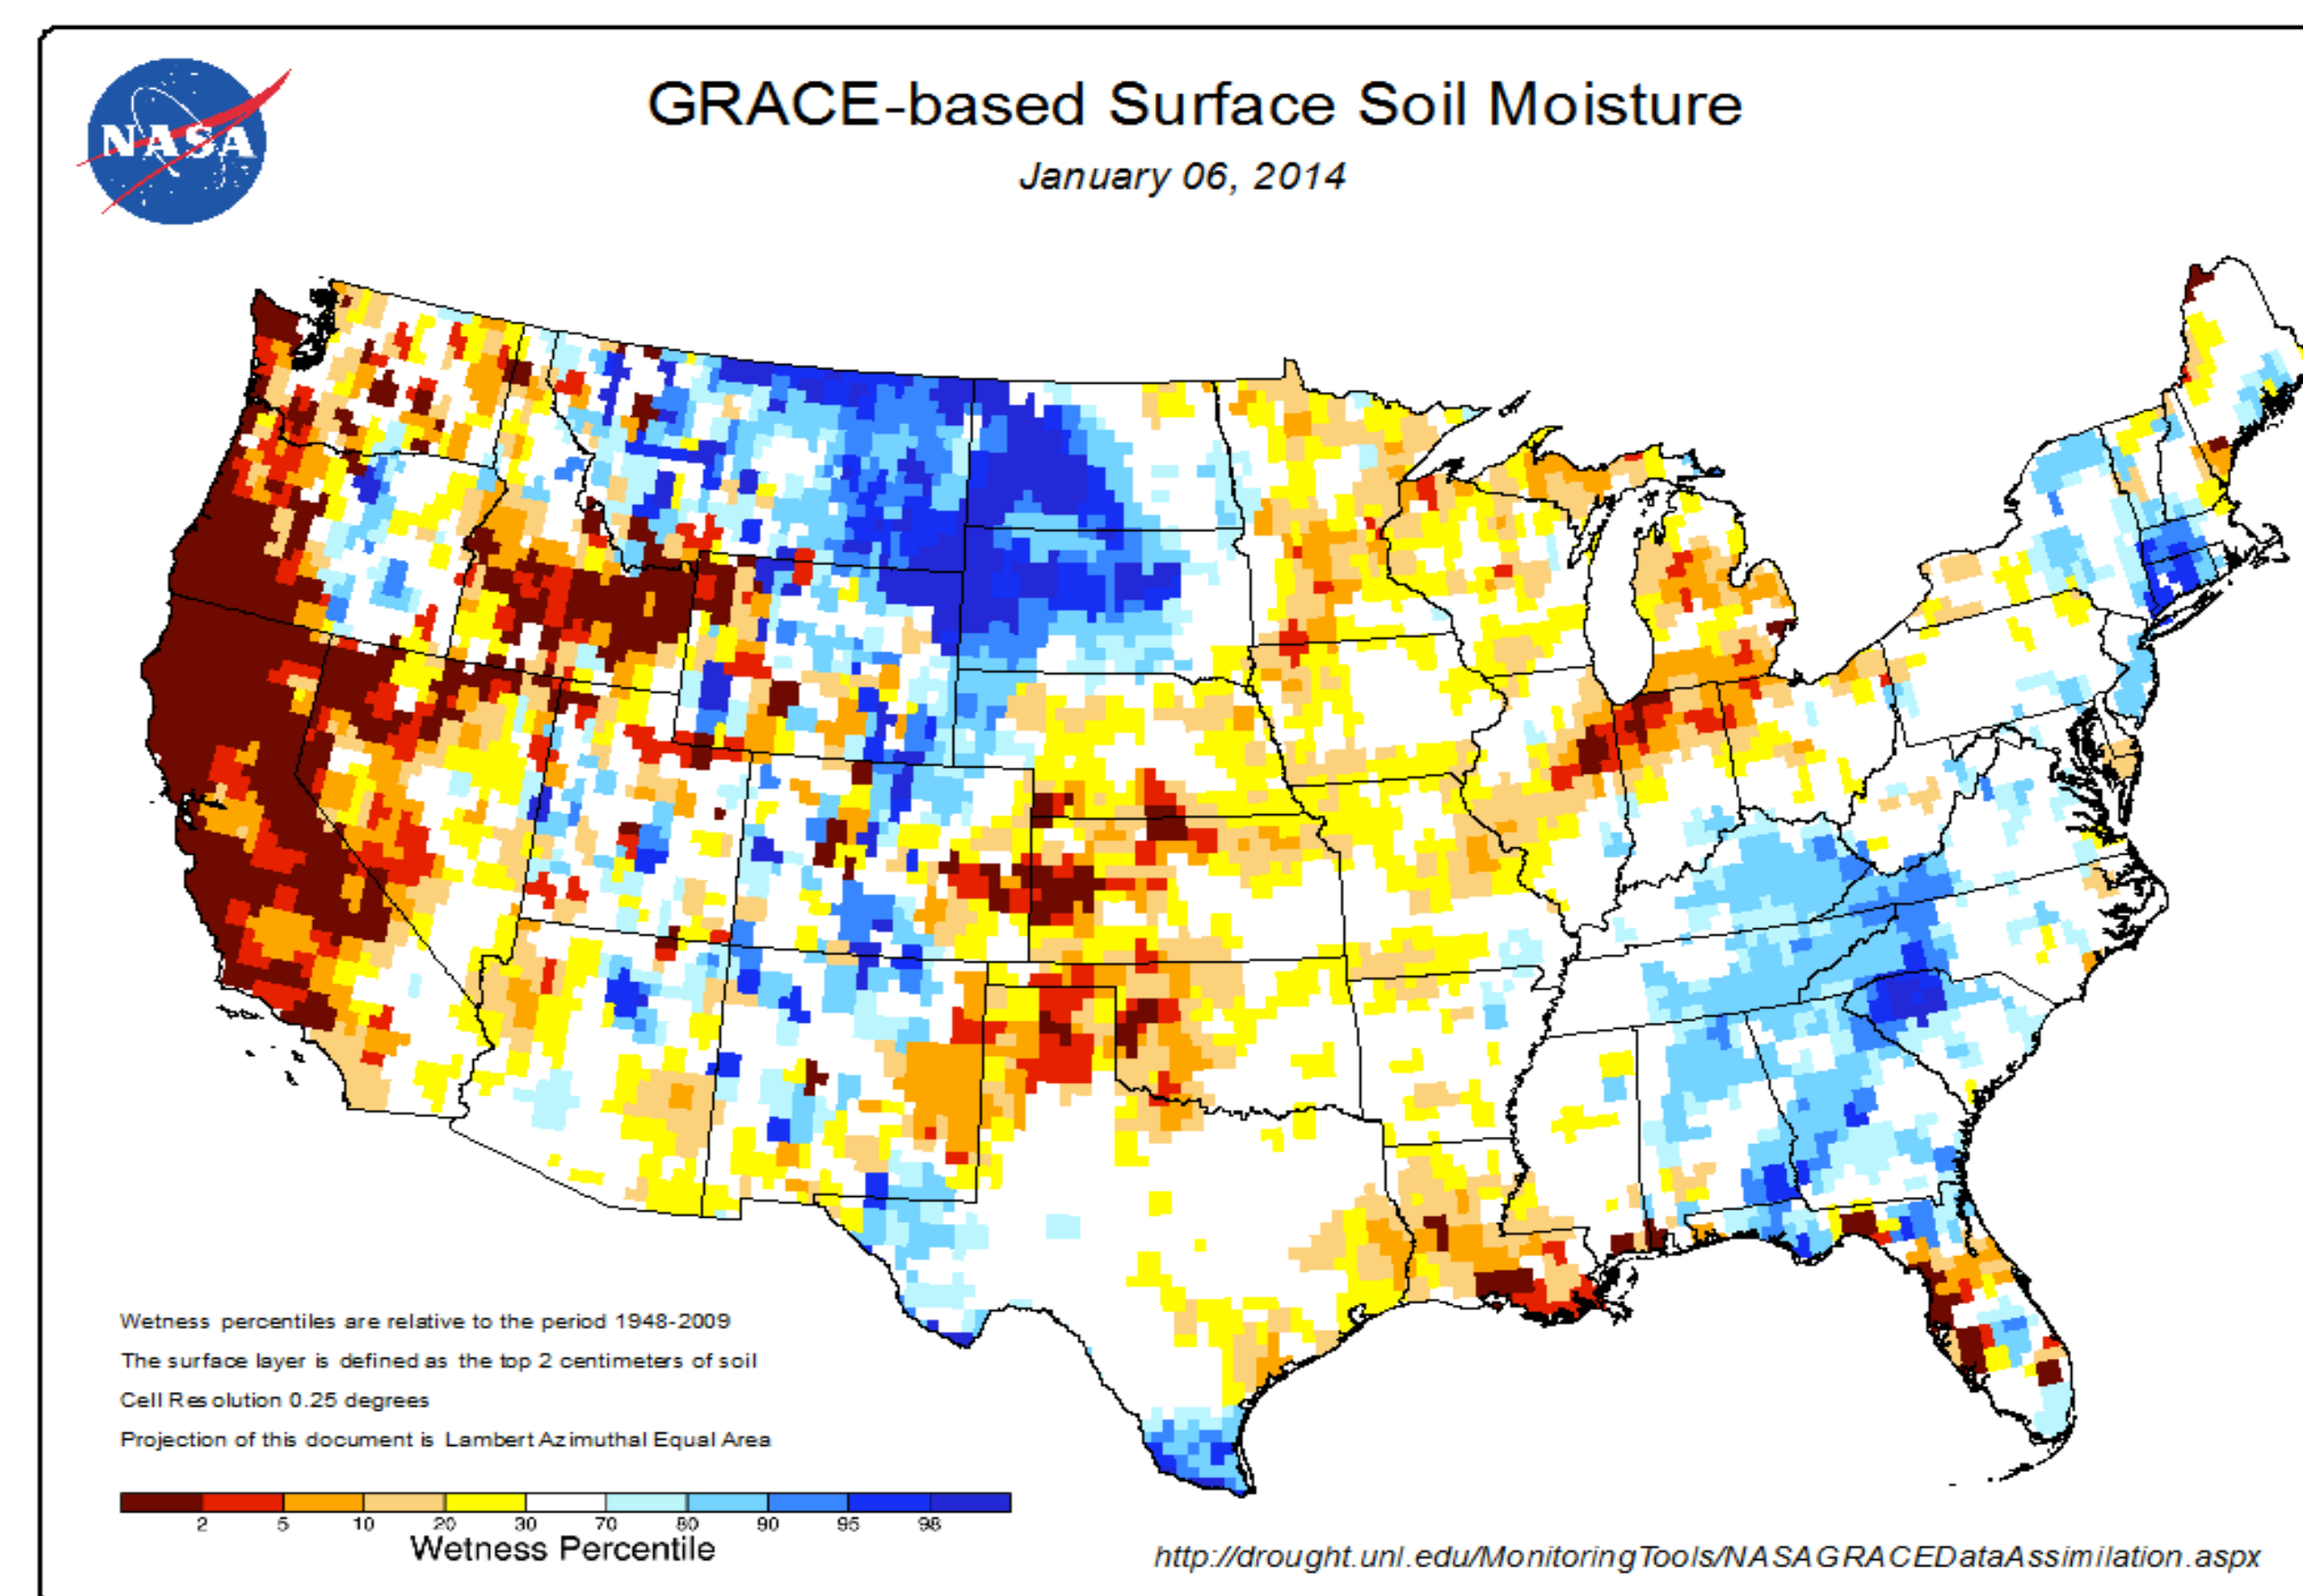 NASA
GRACE-based Surface Soil Moisture
January 06, 2014
Wetness percentiles are relative to the period 1948-2009
The surface layer is defined as the top 2 centimeters of soil
Cell Resolution 0.25 degrees
Projection of this document is Lambert Azimuthal Equal Area
2 5 10 20 30 70 80 90 95 98
Wetness Percentile
http://drought.unl.edu/MonitoringTools/NASAGRACEDataAssimilation.aspx